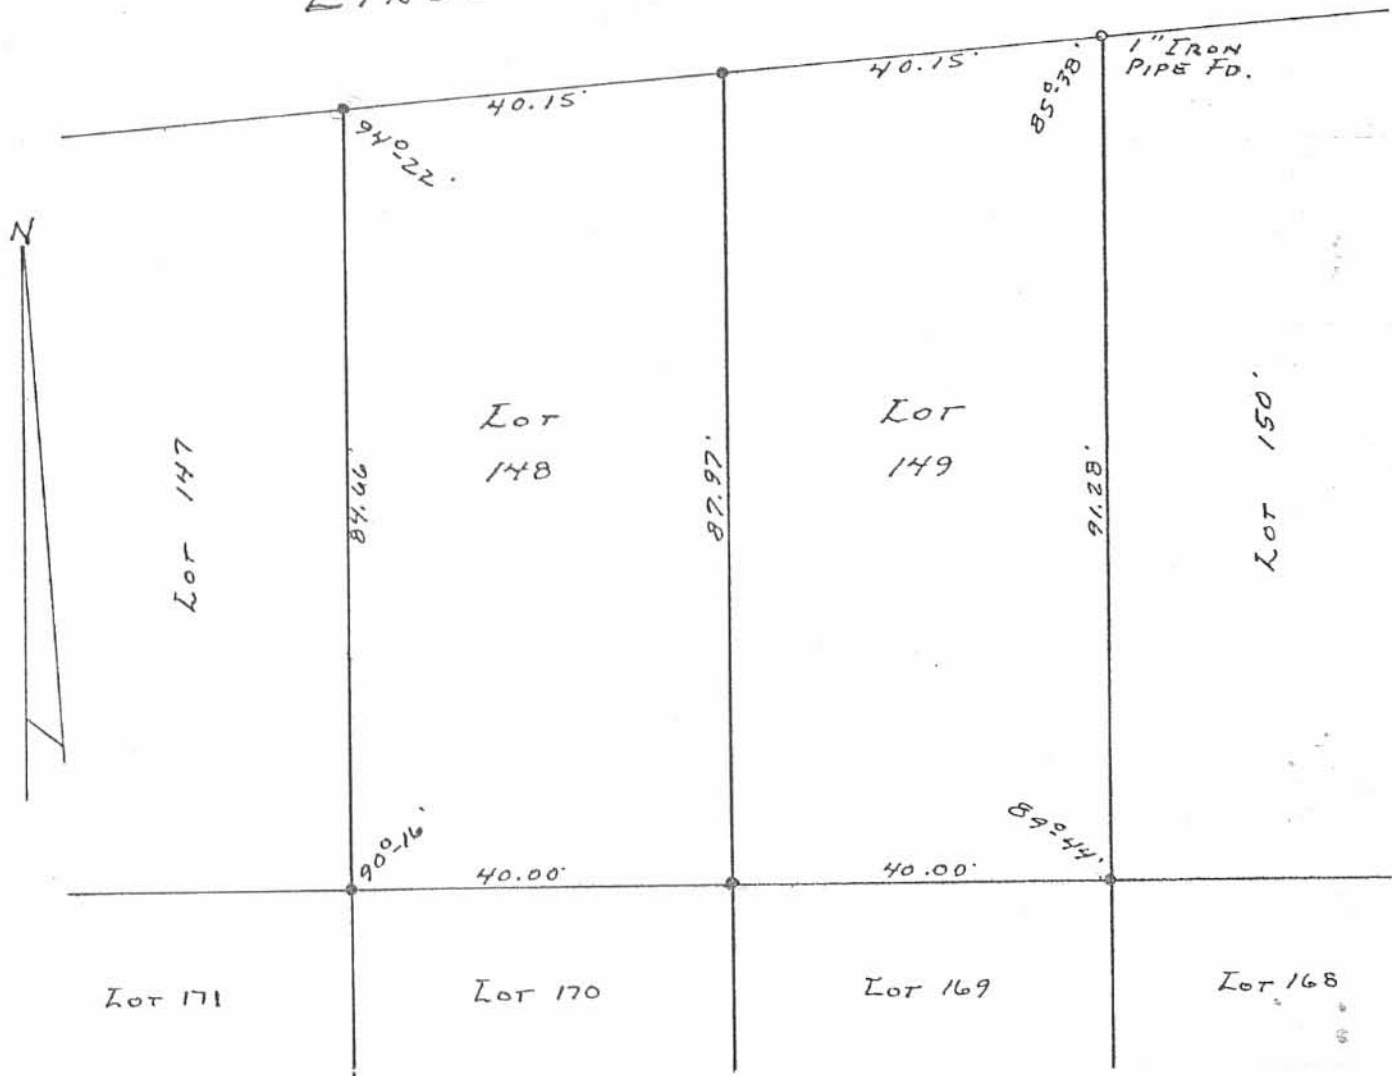 1" IRON
PIPE FD.
40.15'
40.15'
85°-38'
94°-22'
N
LOT
148
LOT
149
LOT 147
84.66'
87.97'
91.28'
LOT 150'
90°-16'
40.00'
40.00'
89°-44'
LOT 171
LOT 170
LOT 169
LOT 168